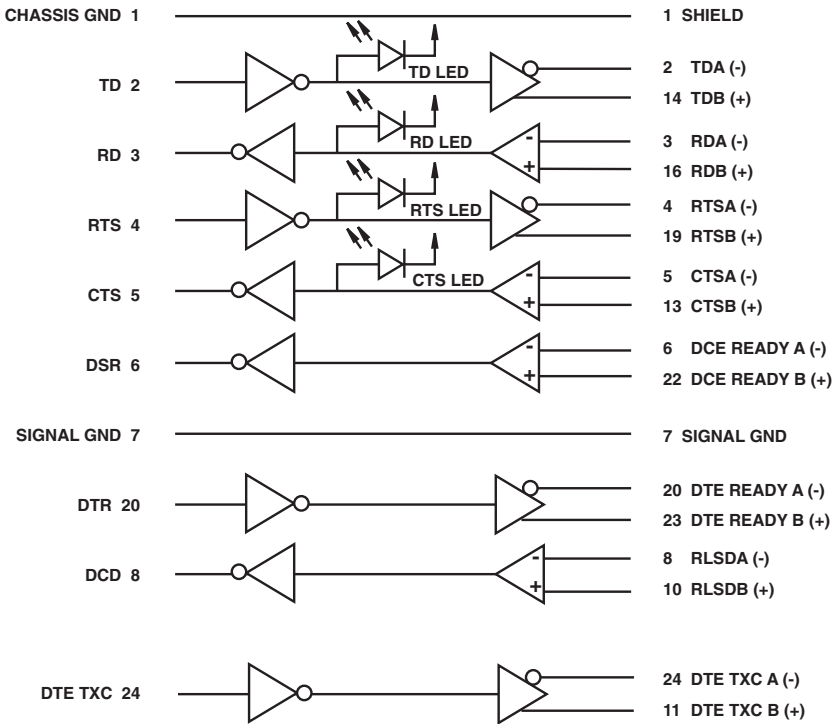 CHASSIS GND 1
1 SHIELD
TD 2
TD LED
2 TDA (-)
14 TDB (+)
RD 3
RD LED
-
+
3 RDA (-)
16 RDB (+)
RTS 4
RTS LED
4 RTSA (-)
19 RTSB (+)
CTS 5
CTS LED
-
+
5 CTSA (-)
13 CTSB (+)
DSR 6
-
+
6 DCE READY A (-)
22 DCE READY B (+)
SIGNAL GND 7
7 SIGNAL GND
DTR 20
20 DTE READY A (-)
23 DTE READY B (+)
DCD 8
-
+
8 RLSDA (-)
10 RLSDB (+)
DTE TXC 24
24 DTE TXC A (-)
11 DTE TXC B (+)